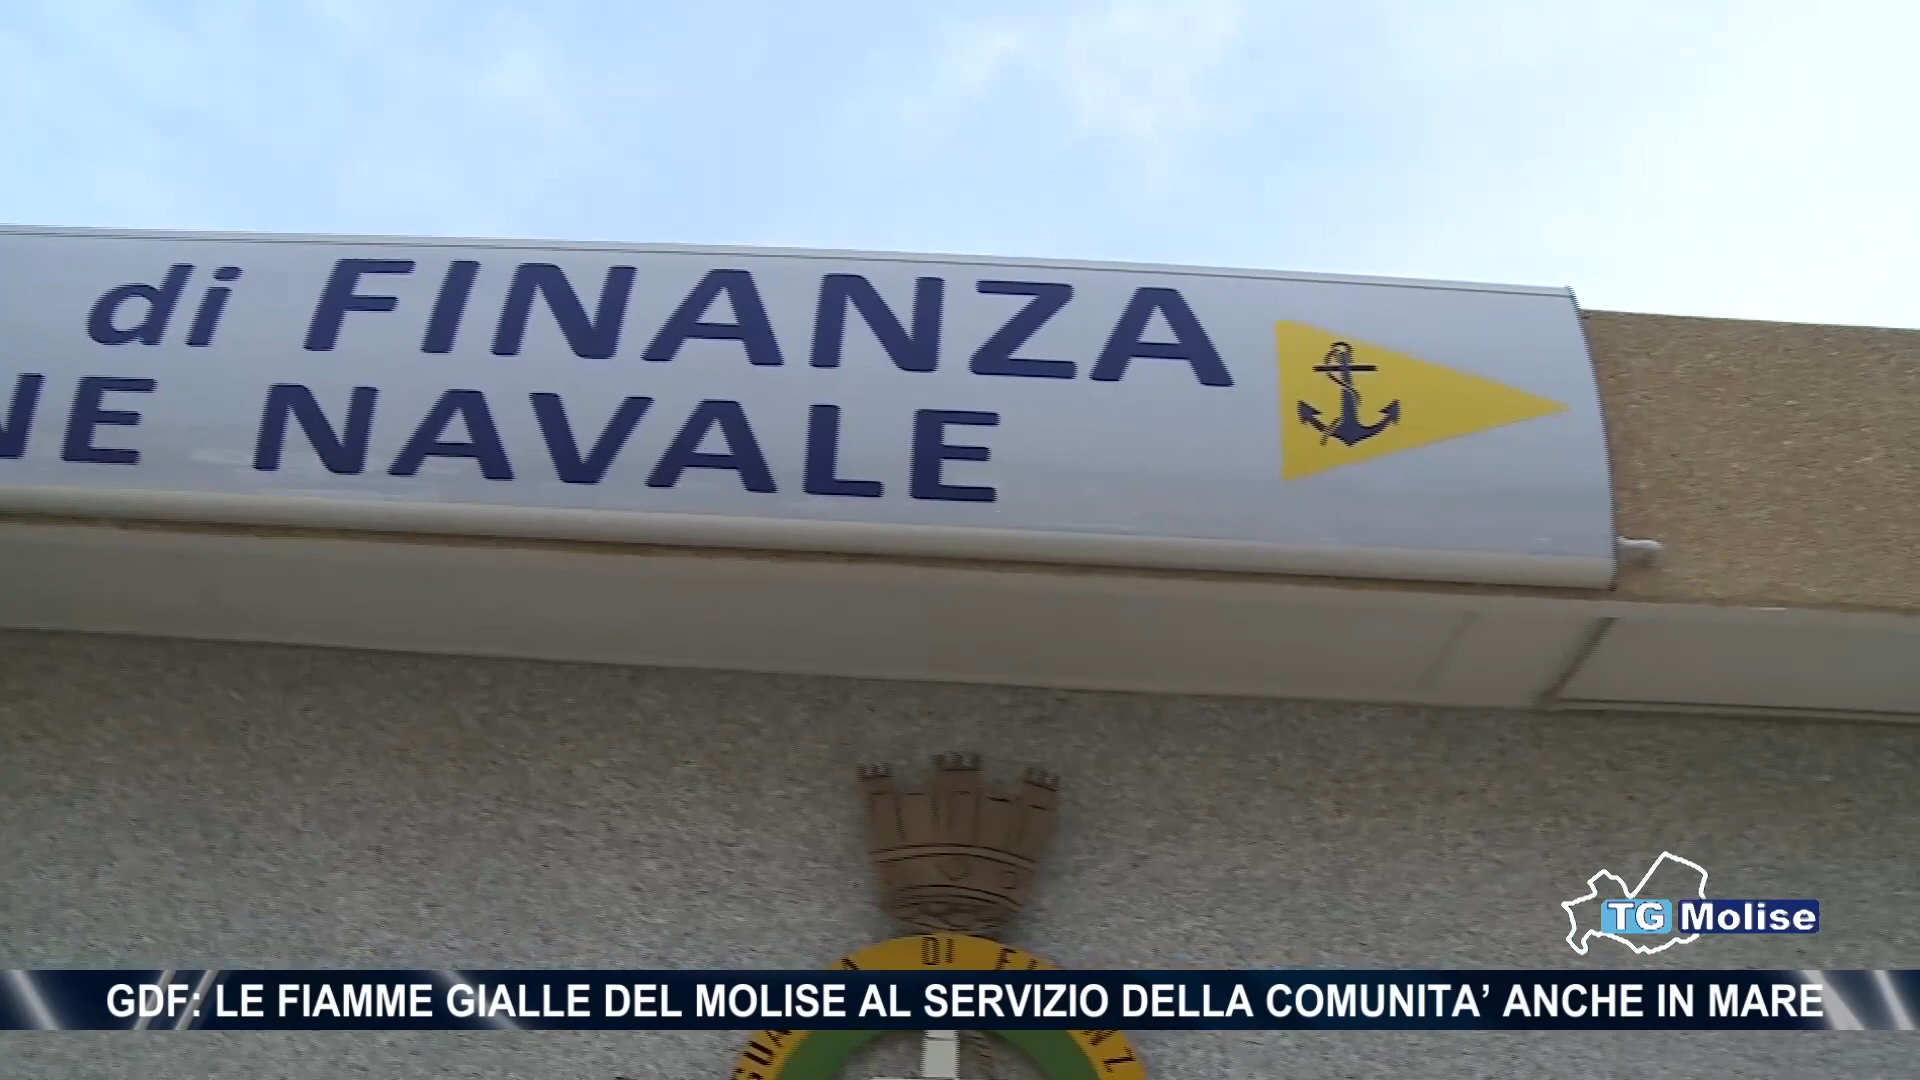 di FINANZA
NE NAVALE
DI
TG Molise
GDF: LE FIAMME GIALLE DEL MOLISE AL SERVIZIO DELLA COMUNITA' ANCHE IN MARE